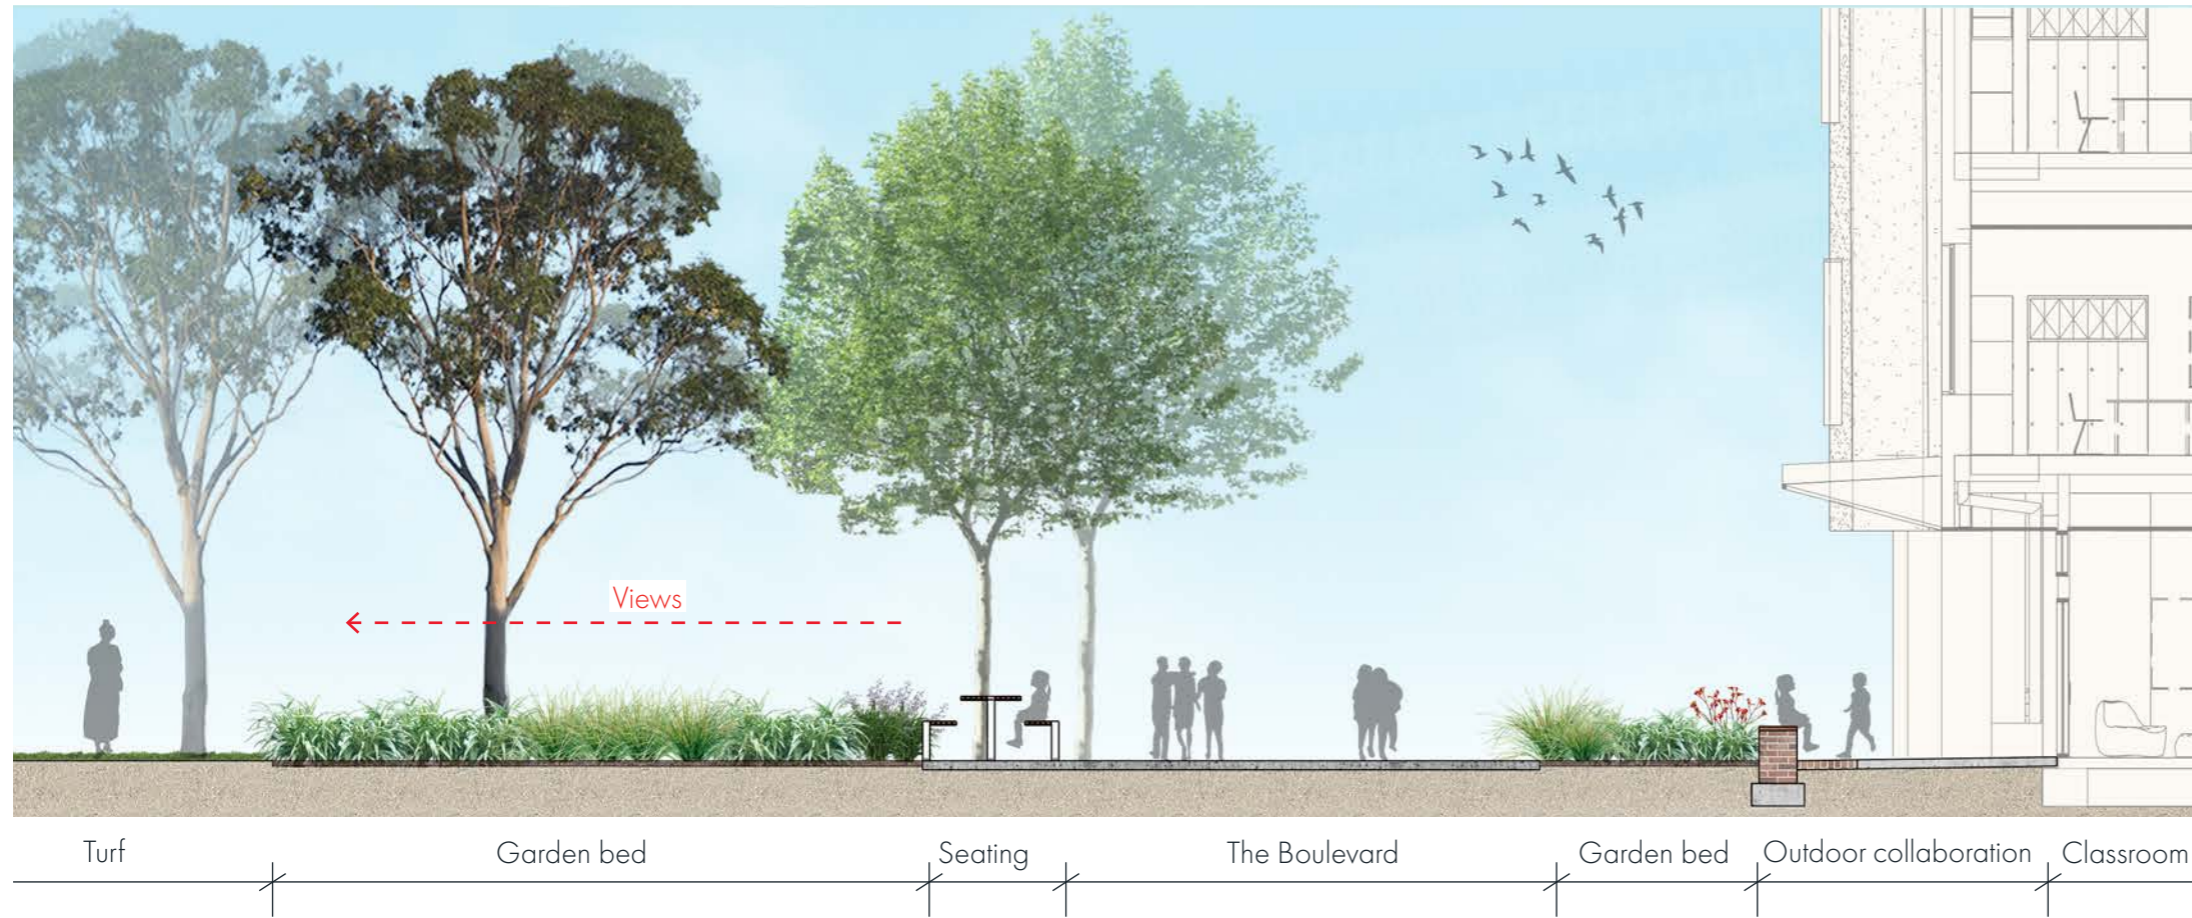 Views
Turf
Garden bed
Seating
The Boulevard
Garden bed
Outdoor collaboration
Classroom